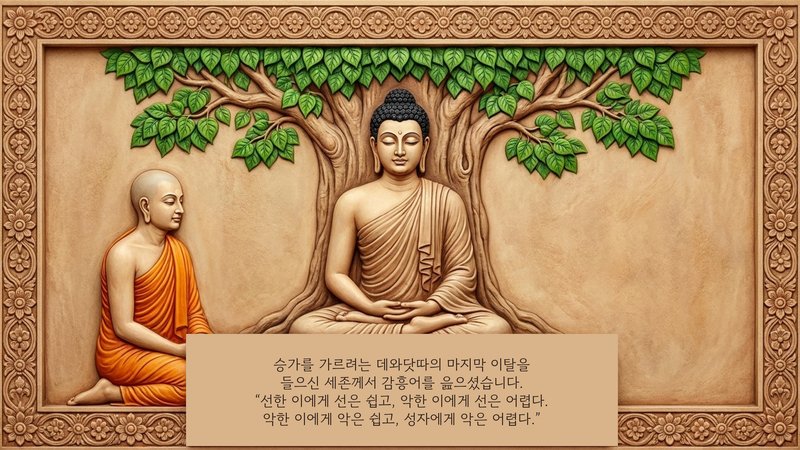 승가를 가르려는 데와닷따의 마지막 이탈을
들으신 세존께서 감흥어를 읊으셨습니다.
“선한 이에게 선은 쉽고, 악한 이에게 선은 어렵다.
악한 이에게 악은 쉽고, 성자에게 악은 어렵다.”